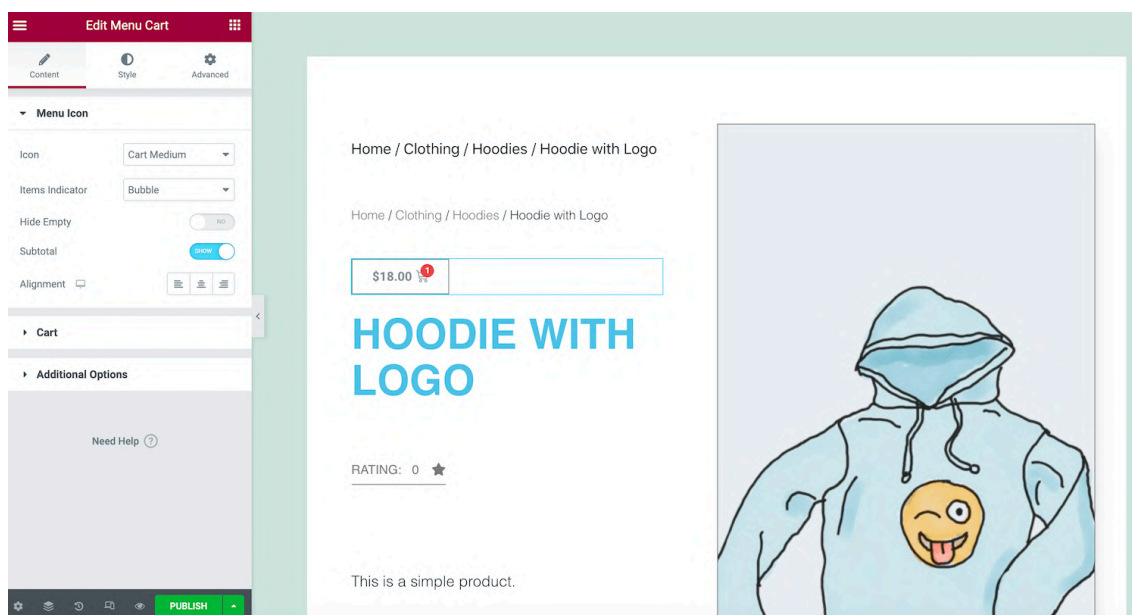 Edit Menu Cart
Content
Style
Advanced
Menu Icon
Icon
Cart Medium
Items Indicator
Bubble
Hide Empty
NO
Subtotal
SHOW
Alignment
Cart
Additional Options
Need Help ?
PUBLISH
Home / Clothing / Hoodies / Hoodie with Logo
Home / Clothing / Hoodies / Hoodie with Logo
$18.00 1
HOODIE WITH
LOGO
RATING: 0
This is a simple product.